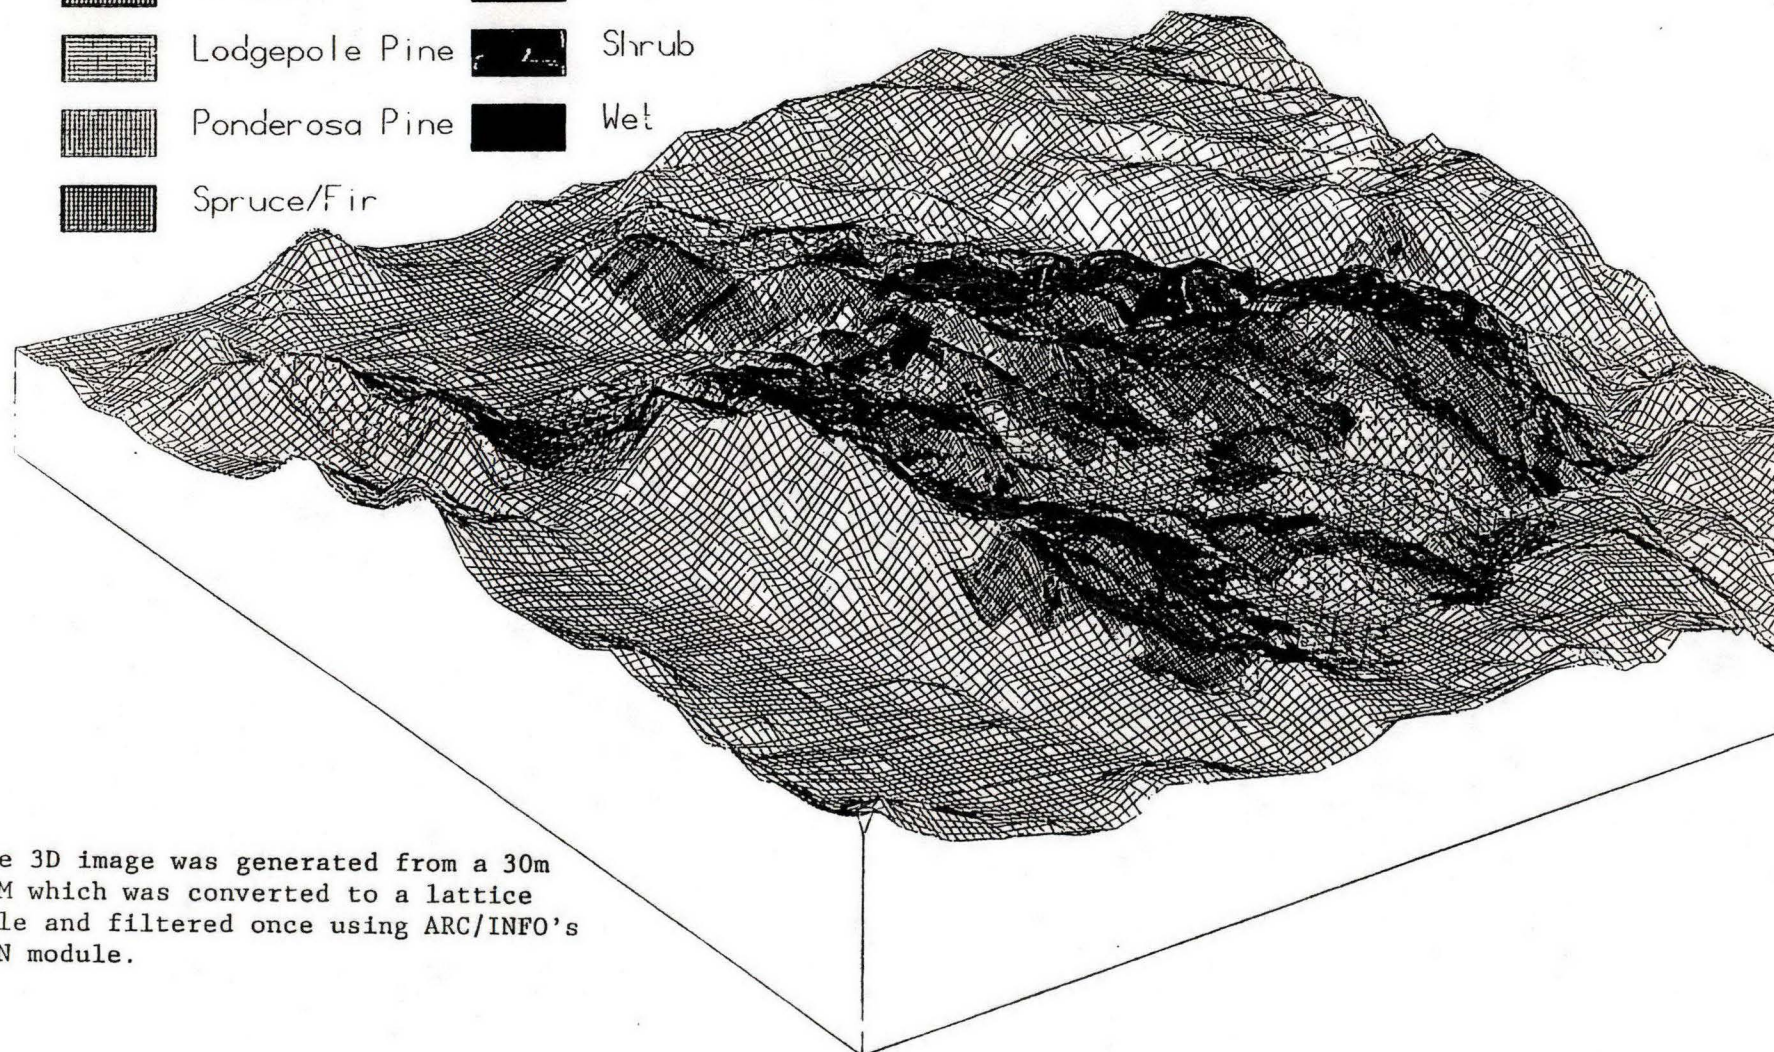 Lodgepole Pine
Shrub
Ponderosa Pine
Wet
Spruce/Fir
e 3D image was generated from a 30m
M which was converted to a lattice
le and filtered once using ARC/INFO's
N module.